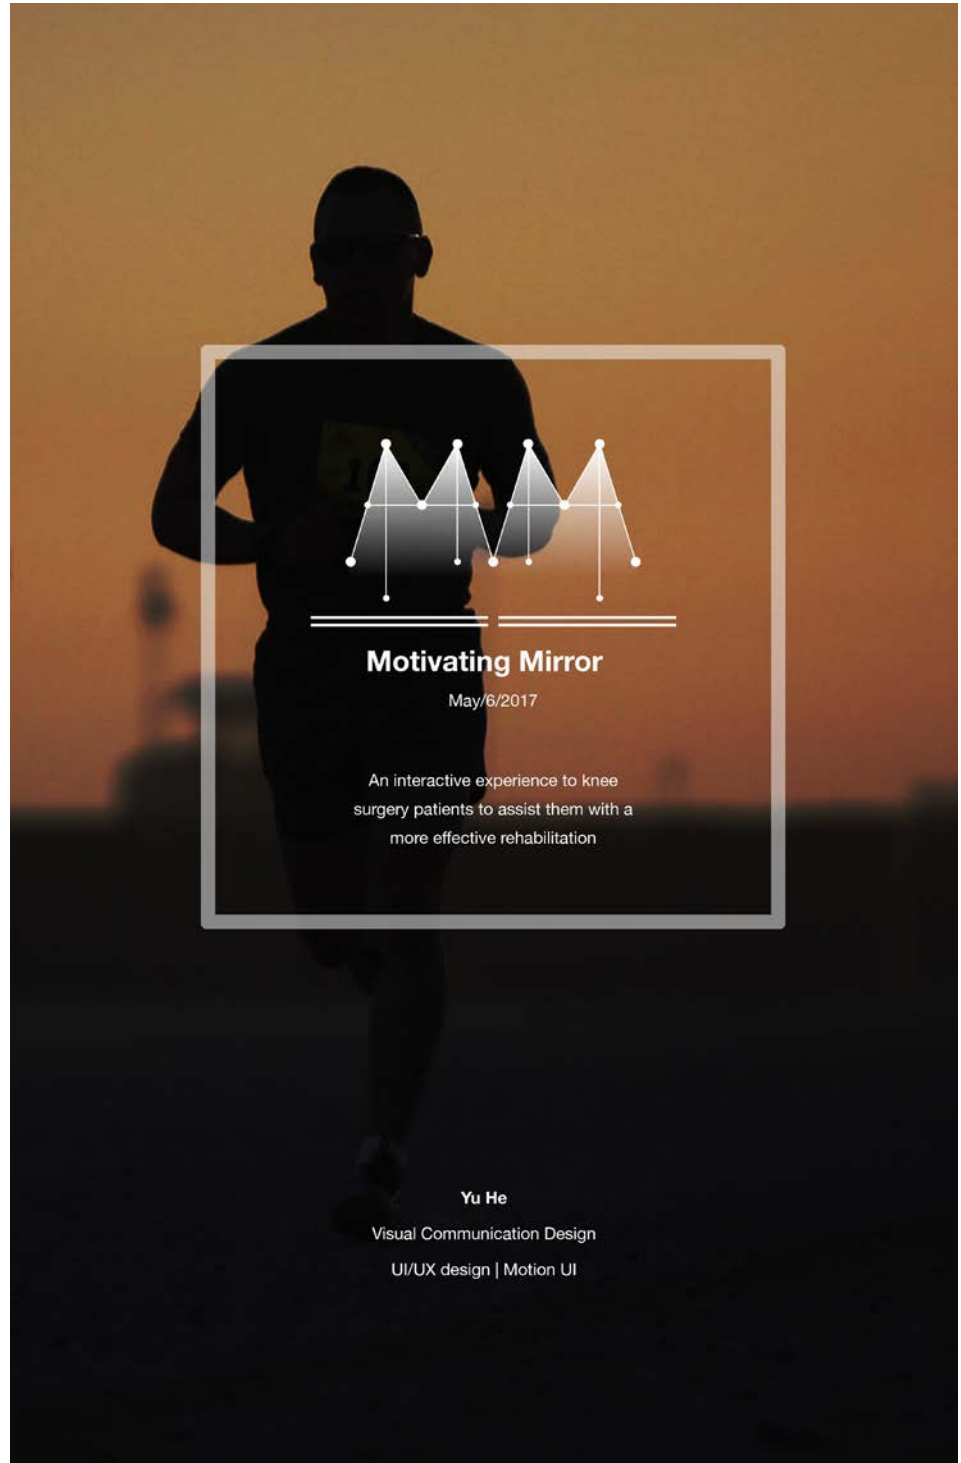 Motivating Mirror
May/6/2017
An interactive experience to knee
surgery patients to assist them with a
more effective rehabilitation
Yu He
Visual Communication Design
UI/UX design | Motion UI